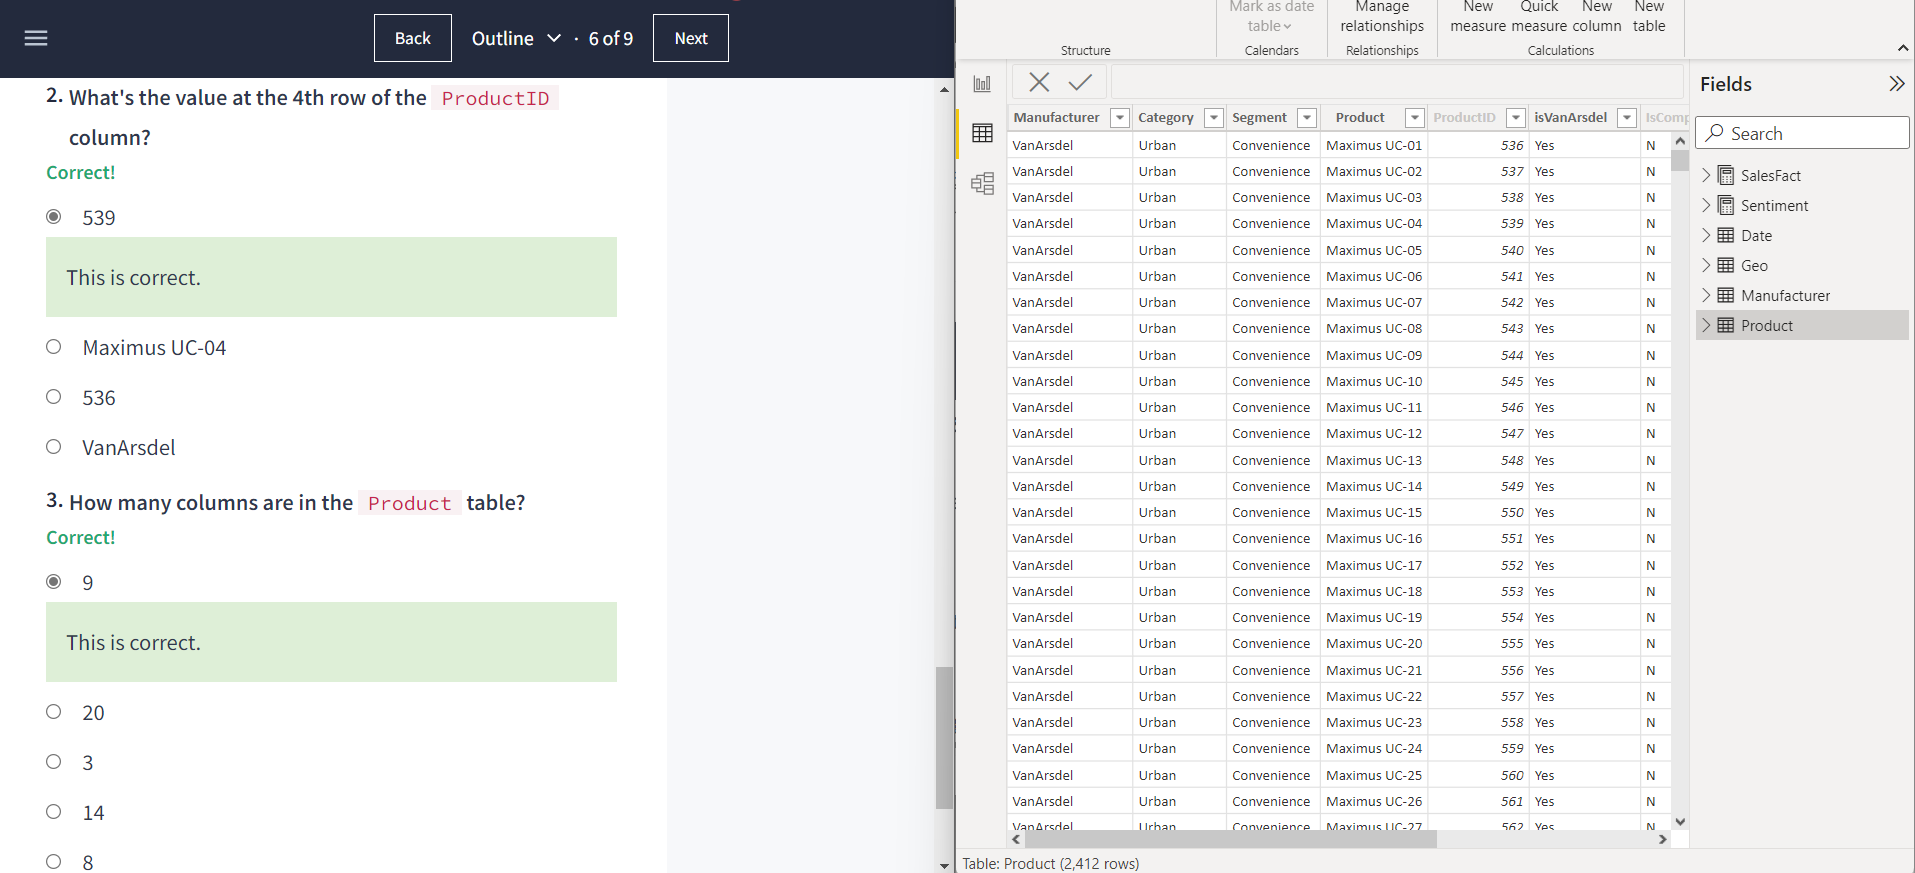 Back
Outline
· 6 of 9
Next
2. What's the value at the 4th row of the ProductID
column?
Correct!
539
This is correct.
Maximus UC-04
536
VanArsdel
3. How many columns are in the Product table?
Correct!
9
This is correct.
20
3
14
8
Mark as date
table
Manage
relationships
New
measure
Quick
measure
New
column
New
table
Structure
Calendars
Relationships
Calculations
Manufacturer Category Segment Product ProductID isVanArsdel IsComp
VanArsdel Urban Convenience Maximus UC-01 536 Yes N
VanArsdel Urban Convenience Maximus UC-02 537 Yes N
VanArsdel Urban Convenience Maximus UC-03 538 Yes N
VanArsdel Urban Convenience Maximus UC-04 539 Yes N
VanArsdel Urban Convenience Maximus UC-05 540 Yes N
VanArsdel Urban Convenience Maximus UC-06 541 Yes N
VanArsdel Urban Convenience Maximus UC-07 542 Yes N
VanArsdel Urban Convenience Maximus UC-08 543 Yes N
VanArsdel Urban Convenience Maximus UC-09 544 Yes N
VanArsdel Urban Convenience Maximus UC-10 545 Yes N
VanArsdel Urban Convenience Maximus UC-11 546 Yes N
VanArsdel Urban Convenience Maximus UC-12 547 Yes N
VanArsdel Urban Convenience Maximus UC-13 548 Yes N
VanArsdel Urban Convenience Maximus UC-14 549 Yes N
VanArsdel Urban Convenience Maximus UC-15 550 Yes N
VanArsdel Urban Convenience Maximus UC-16 551 Yes N
VanArsdel Urban Convenience Maximus UC-17 552 Yes N
VanArsdel Urban Convenience Maximus UC-18 553 Yes N
VanArsdel Urban Convenience Maximus UC-19 554 Yes N
VanArsdel Urban Convenience Maximus UC-20 555 Yes N
VanArsdel Urban Convenience Maximus UC-21 556 Yes N
VanArsdel Urban Convenience Maximus UC-22 557 Yes N
VanArsdel Urban Convenience Maximus UC-23 558 Yes N
VanArsdel Urban Convenience Maximus UC-24 559 Yes N
VanArsdel Urban Convenience Maximus UC-25 560 Yes N
VanArsdel Urban Convenience Maximus UC-26 561 Yes N
VanArsdel Urban Convenience Maximus UC-27 562 Yes N
Table: Product (2,412 rows)
Fields
Search
SalesFact
Sentiment
Date
Geo
Manufacturer
Product